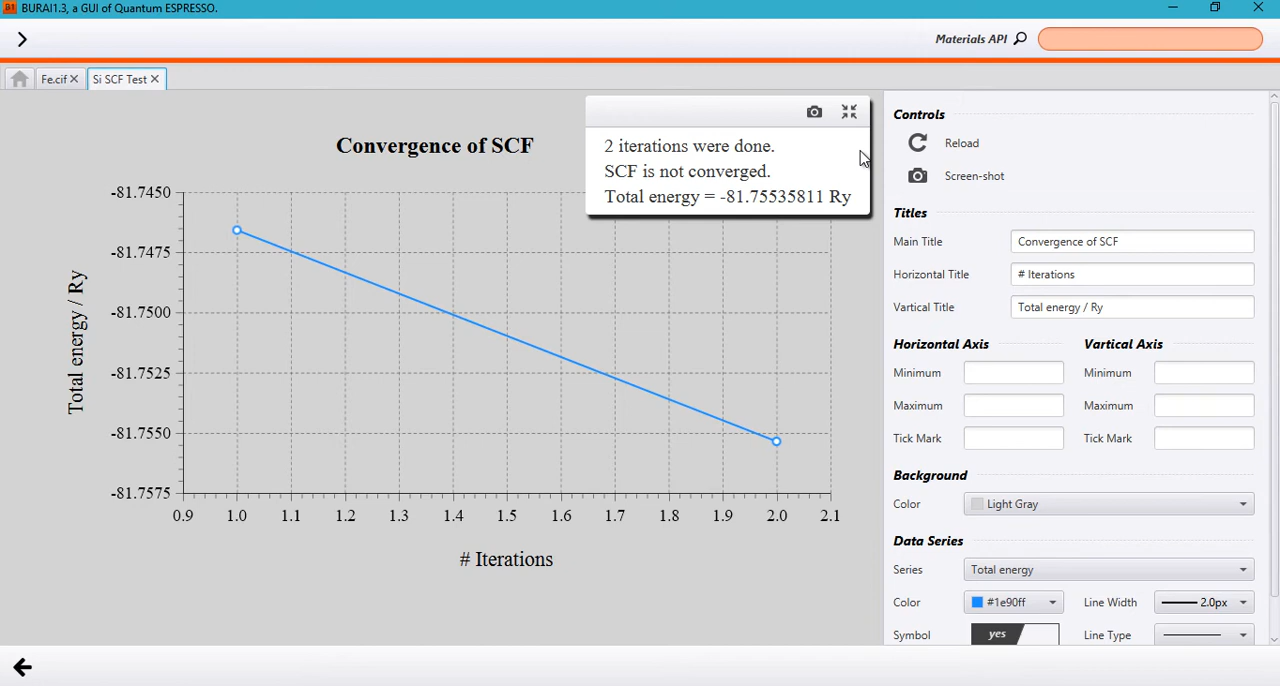 BURAI1.3, a GUI of Quantum ESPRESSO.
Materials API
Fe.cif
Si SCF Test
Convergence of SCF
2 iterations were done.
SCF is not converged.
Total energy = -81.75535811 Ry
-81.7450
-81.7475
-81.7500
-81.7525
-81.7550
-81.7575
Total energy / Ry
0.9 1.0 1.1 1.2 1.3 1.4 1.5 1.6 1.7 1.8 1.9 2.0 2.1
# Iterations
Controls
Reload
Screen-shot
Titles
Main Title Convergence of SCF
Horizontal Title # Iterations
Vartical Title Total energy / Ry
Horizontal Axis Vartical Axis
Minimum Minimum
Maximum Maximum
Tick Mark Tick Mark
Background
Color Light Gray
Data Series
Series Total energy
Color #1e90ff Line Width 2.0px
Symbol yes Line Type